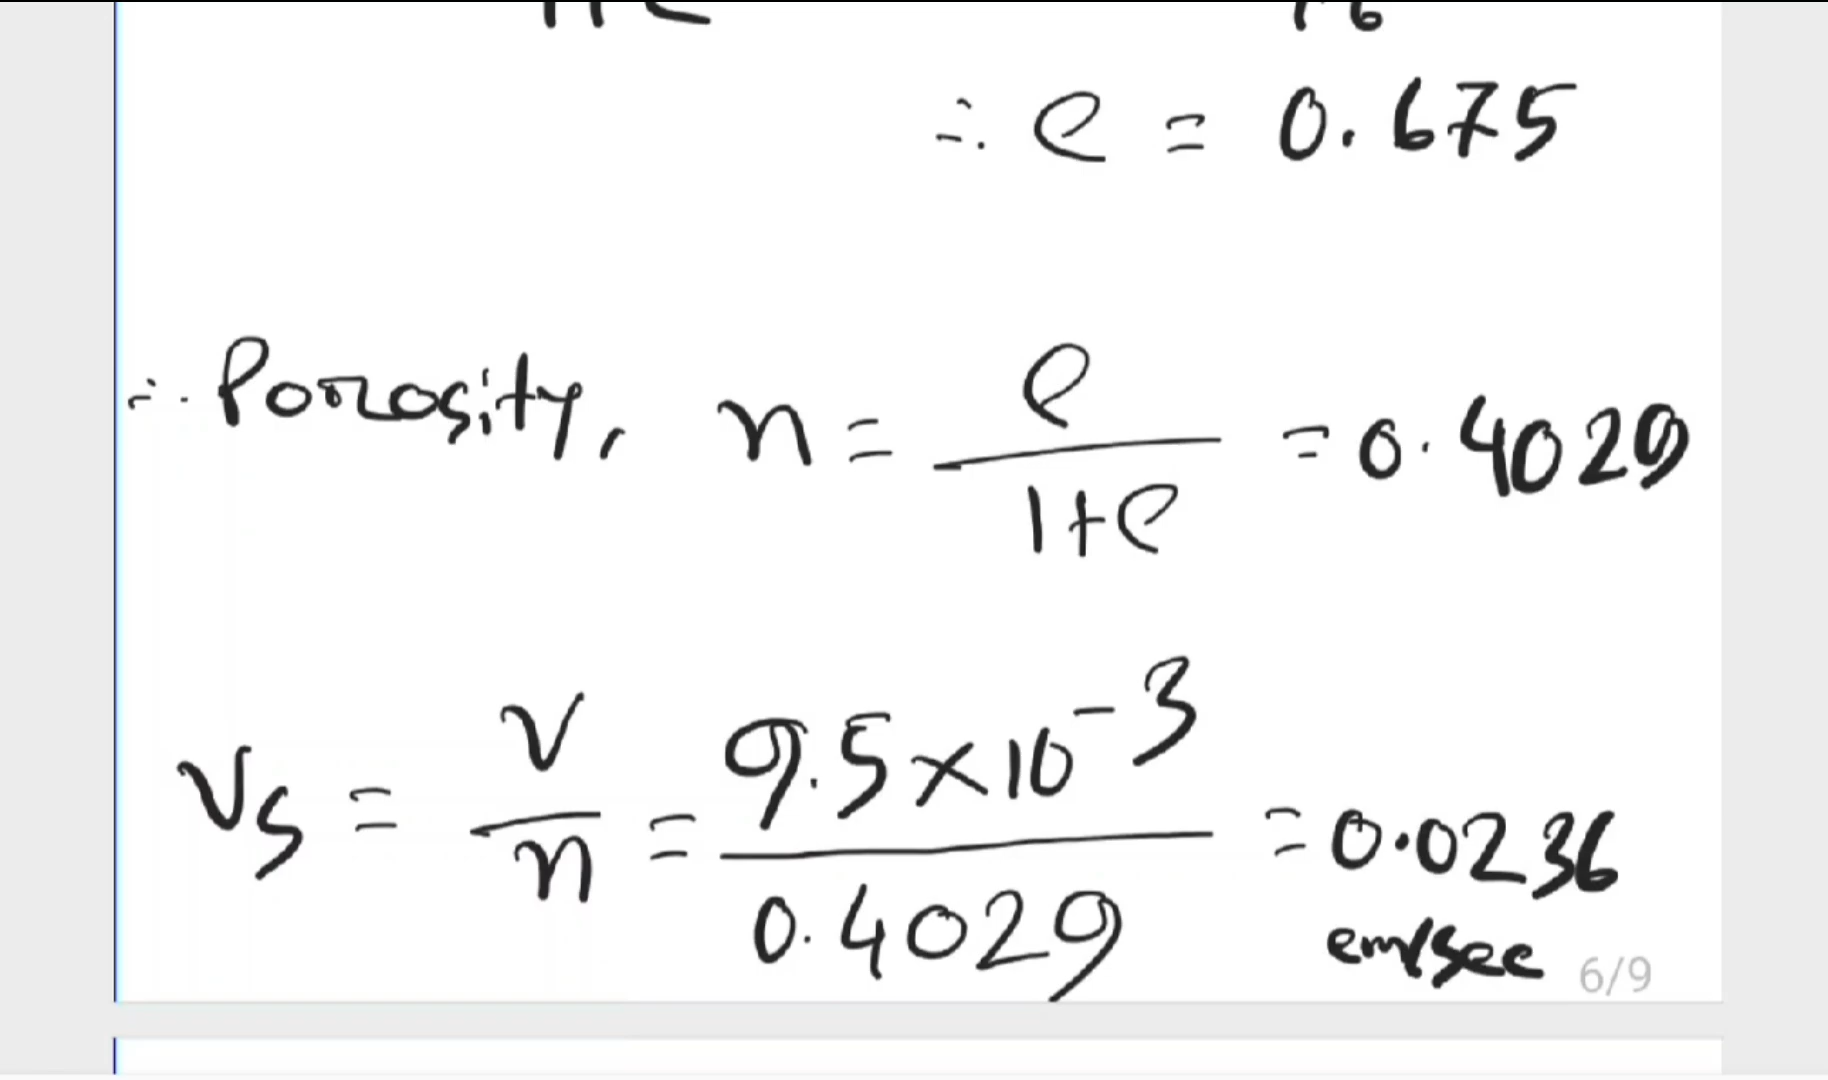 ∴ e = 0.675
∴ Porosity, n = e / 1+e = 0.4029
Vs = V / n = 9.5×10^-3 / 0.4029 = 0.0236
cm/sec
6/9